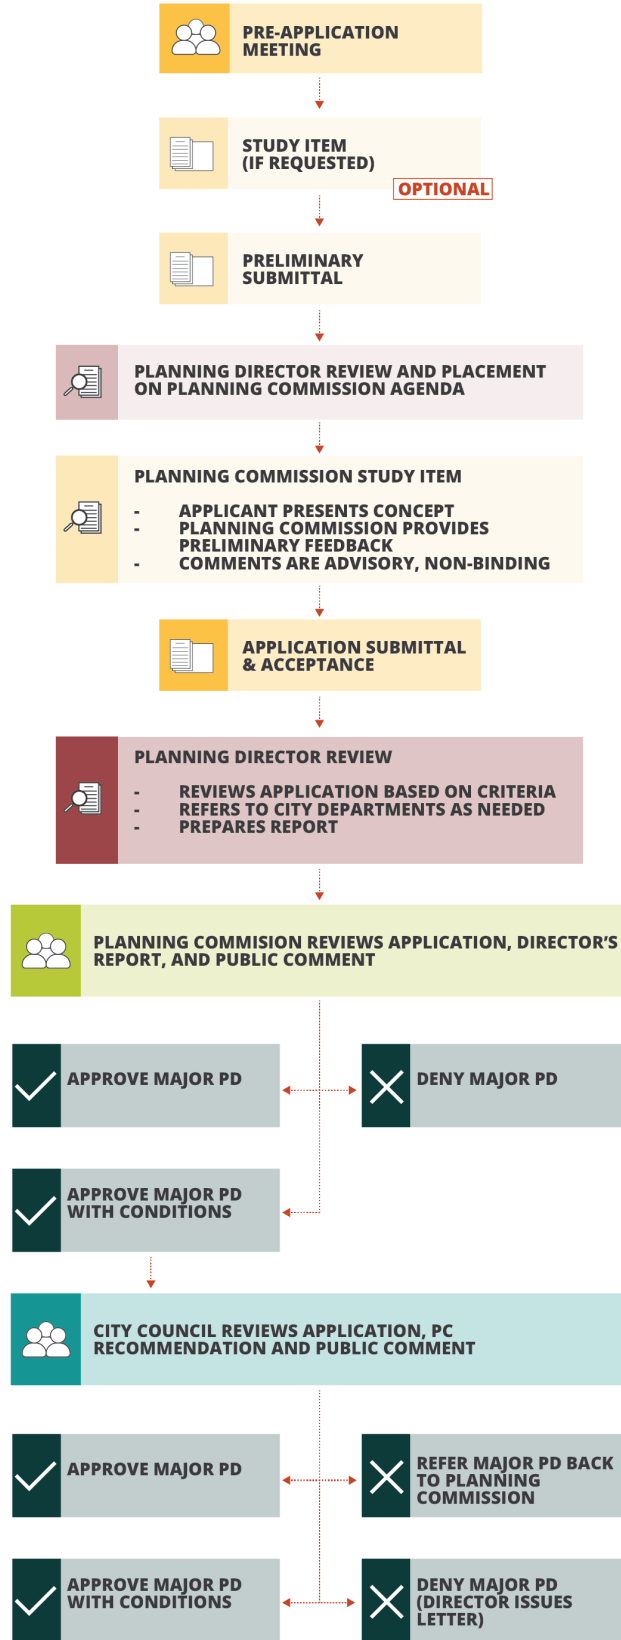 PRE-APPLICATION
MEETING
STUDY ITEM
(IF REQUESTED)
OPTIONAL
PRELIMINARY
SUBMITTAL
PLANNING DIRECTOR REVIEW AND PLACEMENT
ON PLANNING COMMISSION AGENDA
PLANNING COMMISSION STUDY ITEM
- APPLICANT PRESENTS CONCEPT
- PLANNING COMMISSION PROVIDES
PRELIMINARY FEEDBACK
- COMMENTS ARE ADVISORY, NON-BINDING
APPLICATION SUBMITTAL
& ACCEPTANCE
PLANNING DIRECTOR REVIEW
- REVIEWS APPLICATION BASED ON CRITERIA
- REFERS TO CITY DEPARTMENTS AS NEEDED
- PREPARES REPORT
PLANNING COMMISION REVIEWS APPLICATION, DIRECTOR'S
REPORT, AND PUBLIC COMMENT
APPROVE MAJOR PD
DENY MAJOR PD
APPROVE MAJOR PD
WITH CONDITIONS
CITY COUNCIL REVIEWS APPLICATION, PC
RECOMMENDATION AND PUBLIC COMMENT
APPROVE MAJOR PD
REFER MAJOR PD BACK
TO PLANNING
COMMISSION
APPROVE MAJOR PD
WITH CONDITIONS
DENY MAJOR PD
(DIRECTOR ISSUES
LETTER)